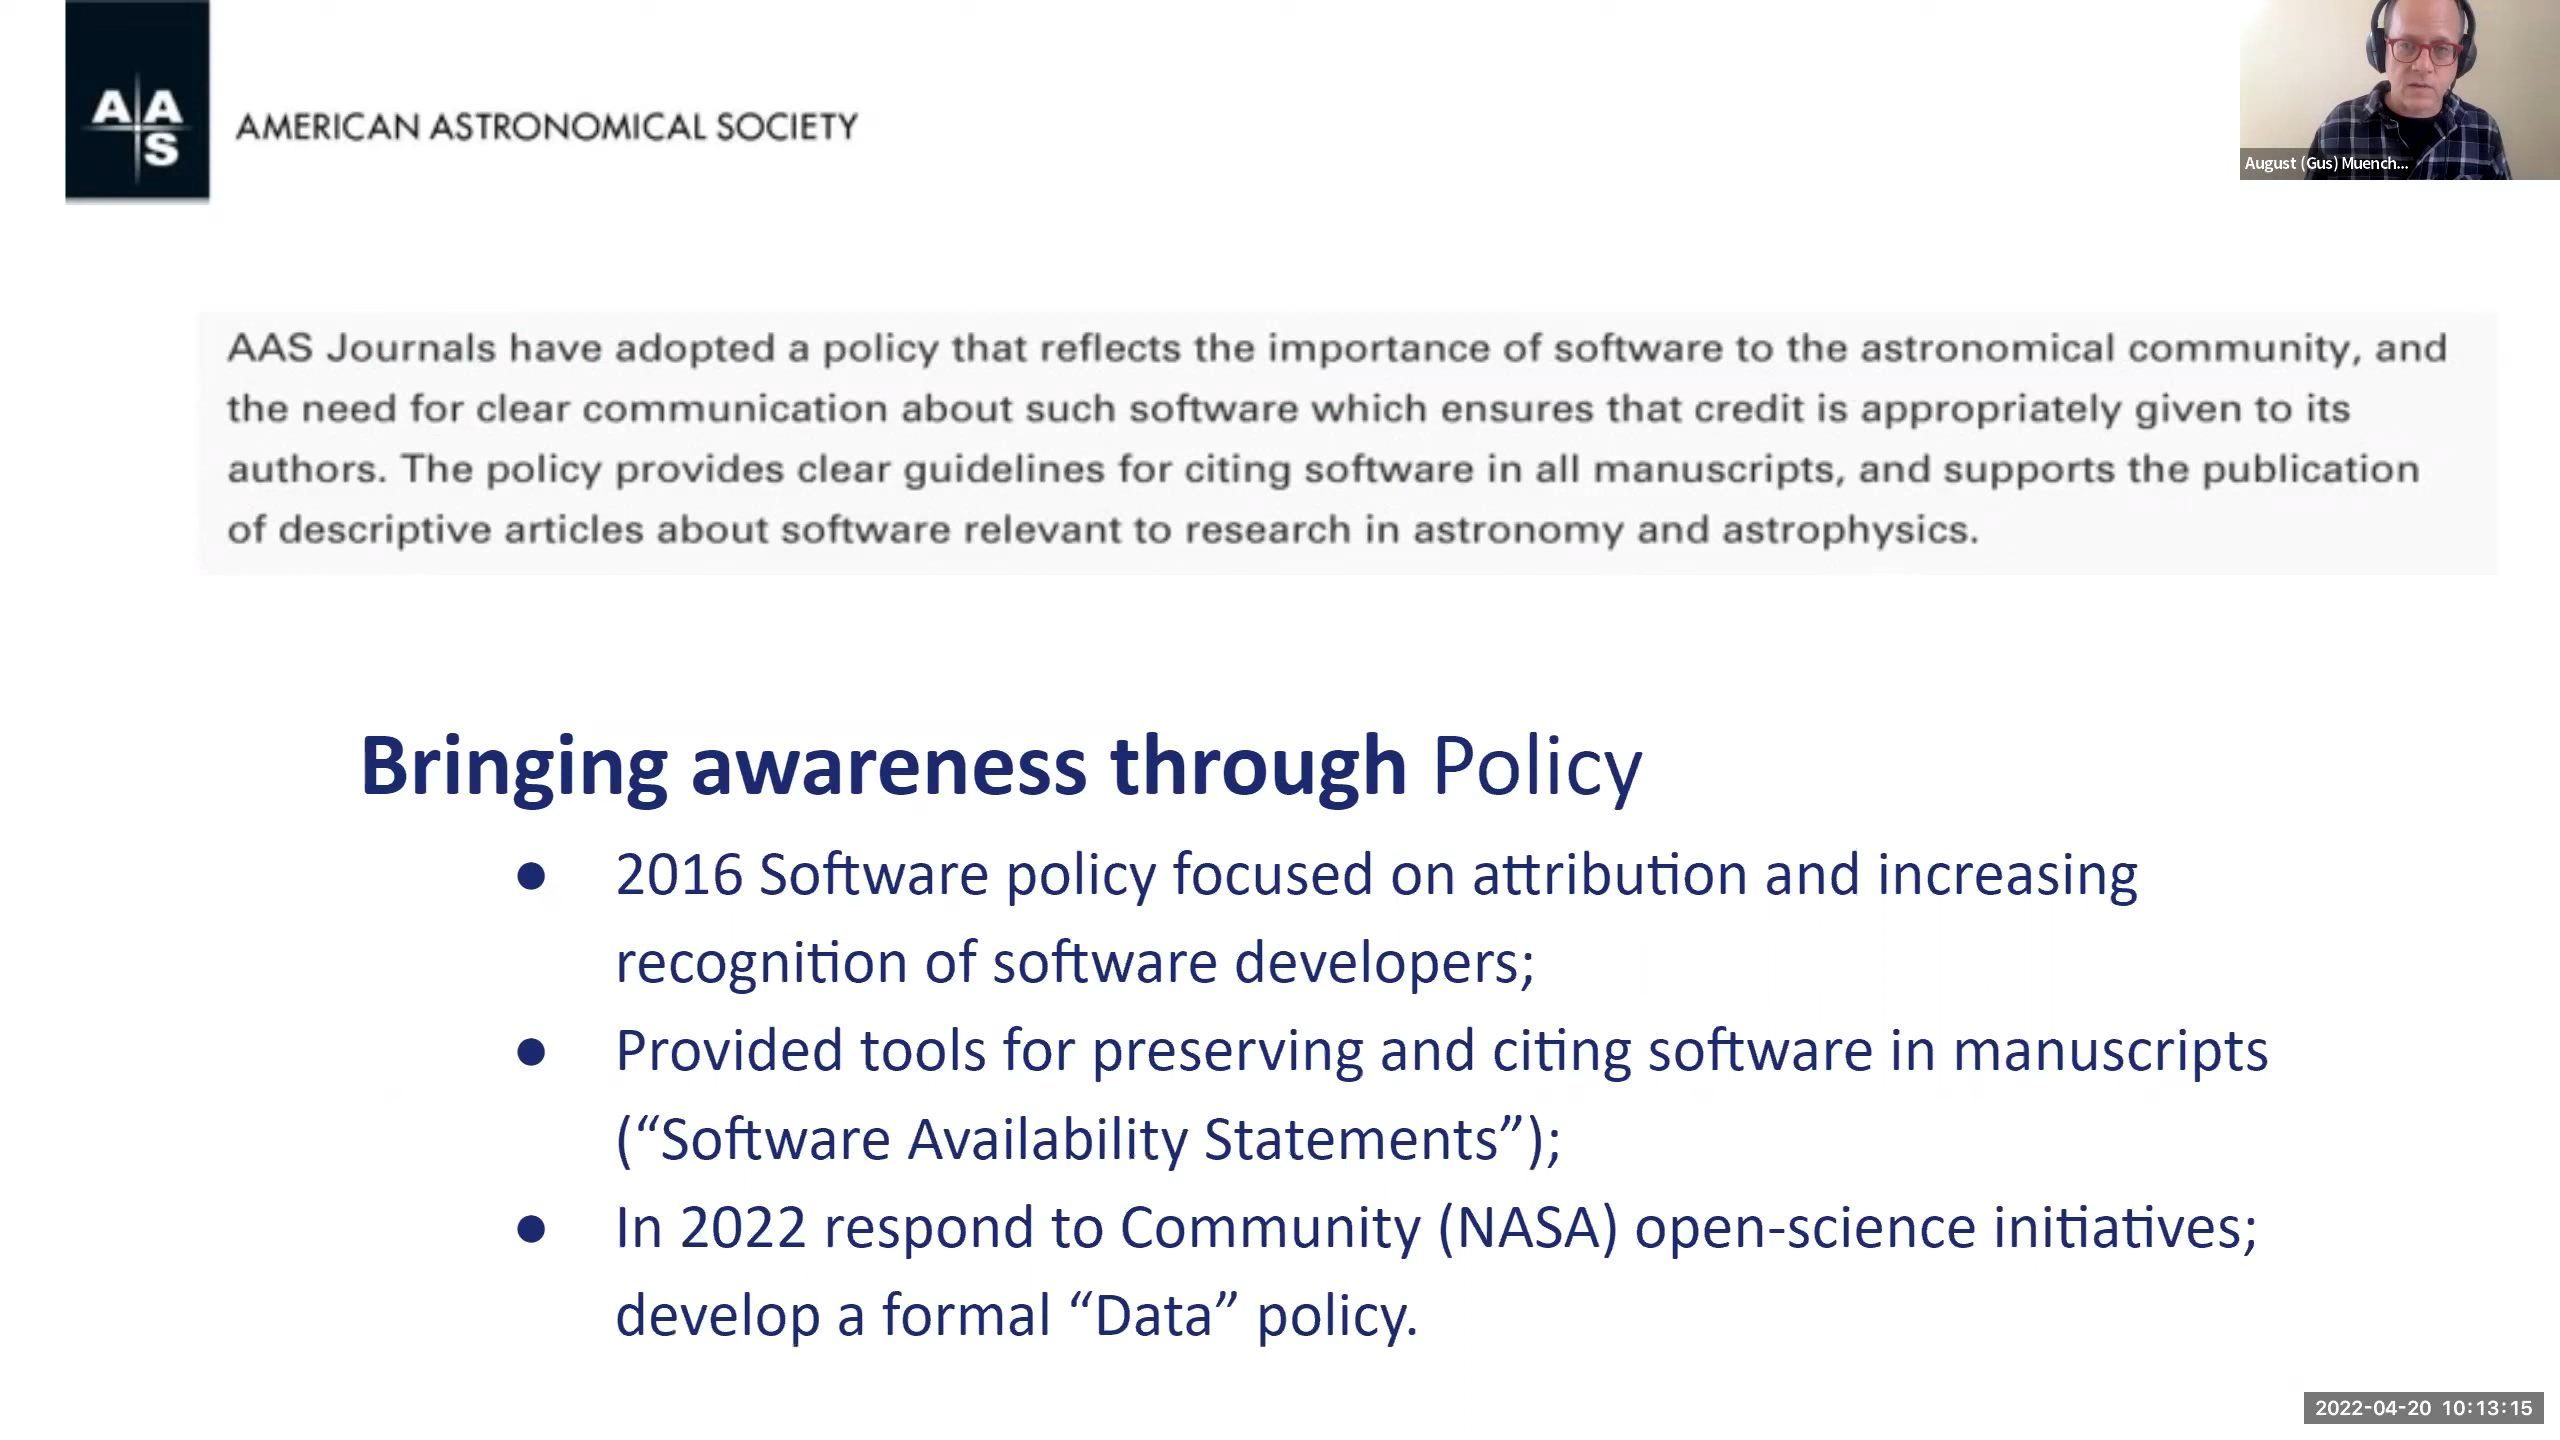 AAS
AMERICAN ASTRONOMICAL SOCIETY
August (Gus) Muench...
AAS Journals have adopted a policy that reflects the importance of software to the astronomical community, and
the need for clear communication about such software which ensures that credit is appropriately given to its
authors. The policy provides clear guidelines for citing software in all manuscripts, and supports the publication
of descriptive articles about software relevant to research in astronomy and astrophysics.
Bringing awareness through Policy
● 2016 Software policy focused on attribution and increasing
recognition of software developers;
● Provided tools for preserving and citing software in manuscripts
(“Software Availability Statements”);
● In 2022 respond to Community (NASA) open-science initiatives;
develop a formal “Data” policy.
2022-04-20 10:13:15